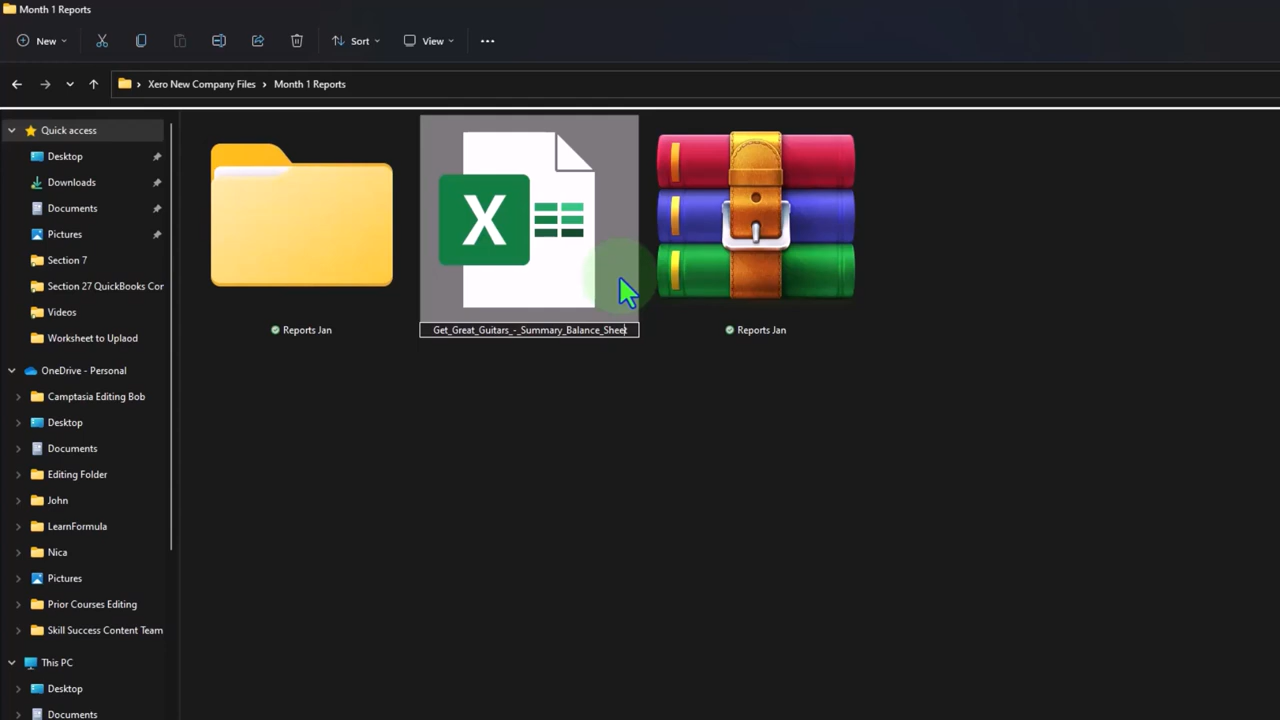 Month 1 Reports
New Sort View
Xero New Company Files Month 1 Reports
Quick access
Desktop
Downloads
Documents
Pictures
Section 7
Section 27 QuickBooks Cor
Videos
Worksheet to Uplaod
OneDrive - Personal
Camptasia Editing Bob
Desktop
Documents
Editing Folder
John
LearnFormula
Nica
Pictures
Prior Courses Editing
Skill Success Content Team
This PC
Desktop
Documents
X
Reports Jan
Get_Great_Guitars_-_Summary_Balance_Sheet
Reports Jan